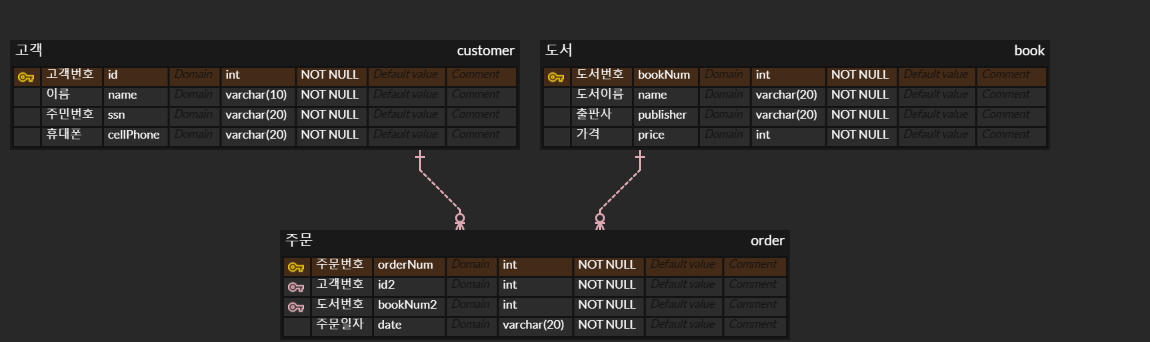 고객 customer
고객번호 id Domain int NOT NULL Default value Comment
이름 name Domain varchar(10) NOT NULL Default value Comment
주민번호 ssn Domain varchar(20) NOT NULL Default value Comment
휴대폰 cellPhone Domain varchar(20) NOT NULL Default value Comment
도서 book
도서번호 bookNum Domain int NOT NULL Default value Comment
도서이름 name Domain varchar(20) NOT NULL Default value Comment
출판사 publisher Domain varchar(20) NOT NULL Default value Comment
가격 price Domain int NOT NULL Default value Comment
주문 order
주문번호 orderNum Domain int NOT NULL Default value Comment
고객번호 id2 Domain int NOT NULL Default value Comment
도서번호 bookNum2 Domain int NOT NULL Default value Comment
주문일자 date Domain varchar(20) NOT NULL Default value Comment